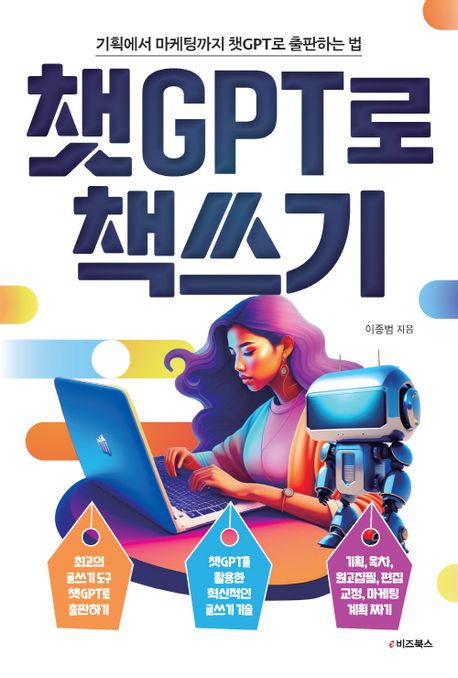 기획에서 마케팅까지 챗GPT로 출판하는 법
챗GPT로
책쓰기
이종범 지음
최고의
글쓰기 도구
챗GPT로
출판하기
챗GPT를
활용한
혁신적인
글쓰기 기술
기획, 목차,
원고집필, 편집
교정, 마케팅
계획 짜기
e비즈북스